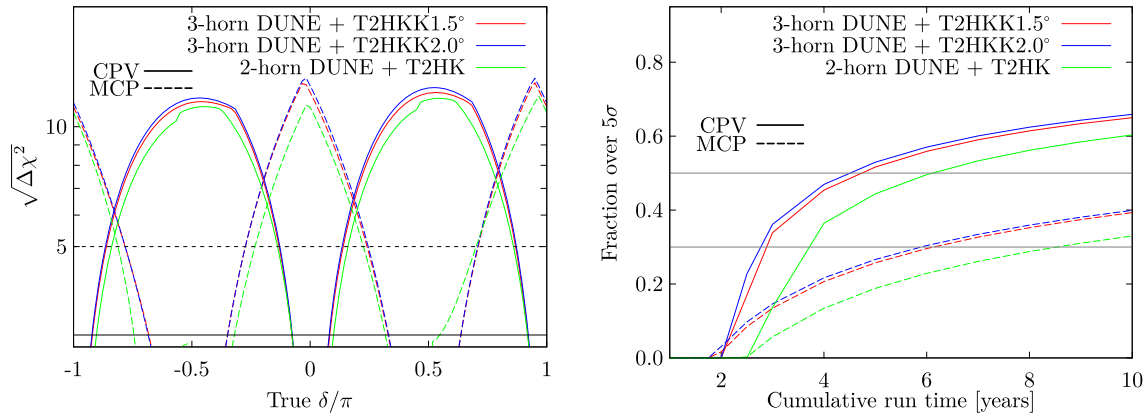 3-horn DUNE + T2HKK1.5°
3-horn DUNE + T2HKK2.0°
2-horn DUNE + T2HK
CPV
MCP
10
5
√Δχ²
-1
-0.5
0
0.5
1
True δ/π
3-horn DUNE + T2HKK1.5°
3-horn DUNE + T2HKK2.0°
2-horn DUNE + T2HK
CPV
MCP
0.8
0.6
0.4
0.2
0.0
Fraction over 5σ
2
4
6
8
10
Cumulative run time [years]